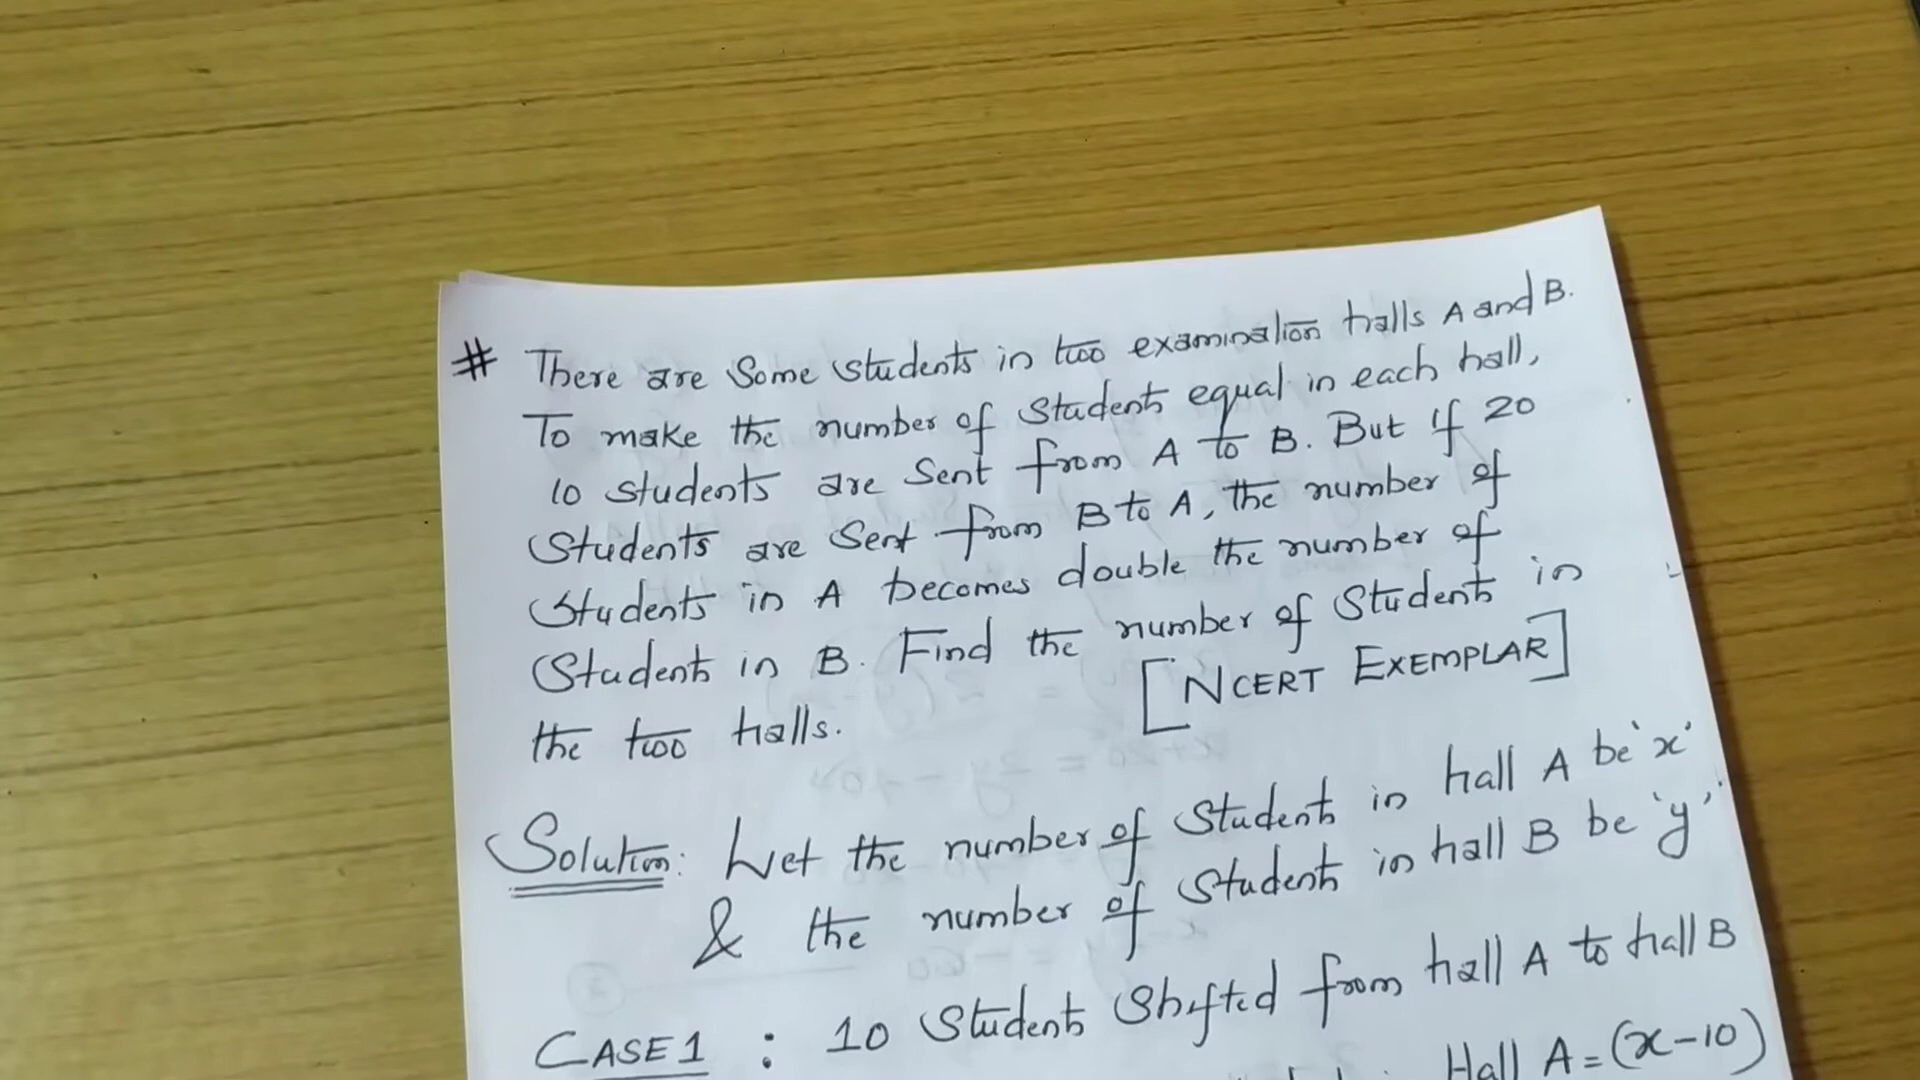 # There are Some students in two examination halls A and B.
To make the number of students equal in each hall,
10 students are sent from A to B. But if 20
Students are sent from B to A, the number of
Students in A becomes double the number of
Students in B. Find the number of Students in
the two halls. [NCERT EXEMPLAR]
Solution: Let the number of students in hall A be 'x'
& the number of students in hall B be 'y'
CASE 1 : 10 Students Shifted from hall A to hall B
Hall A = (x-10)